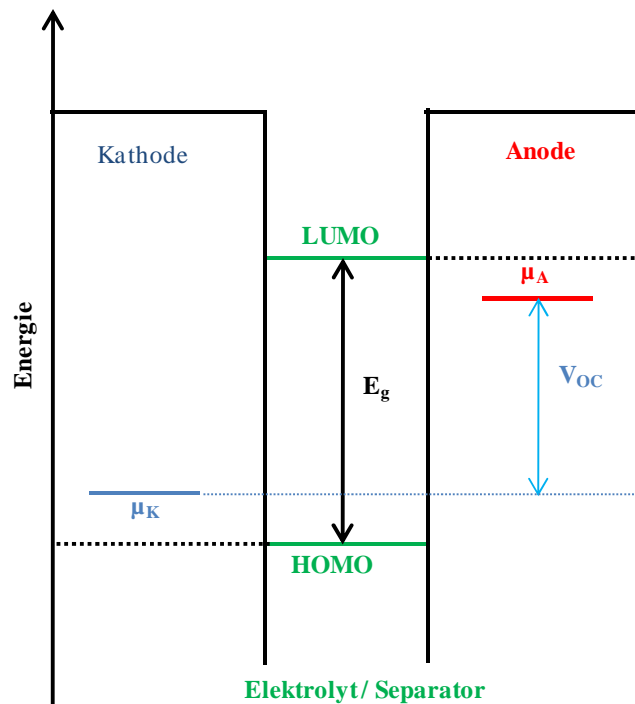 Kathode
Anode
LUMO
μA
Energie
Eg
VOC
μK
HOMO
Elektrolyt/ Separator